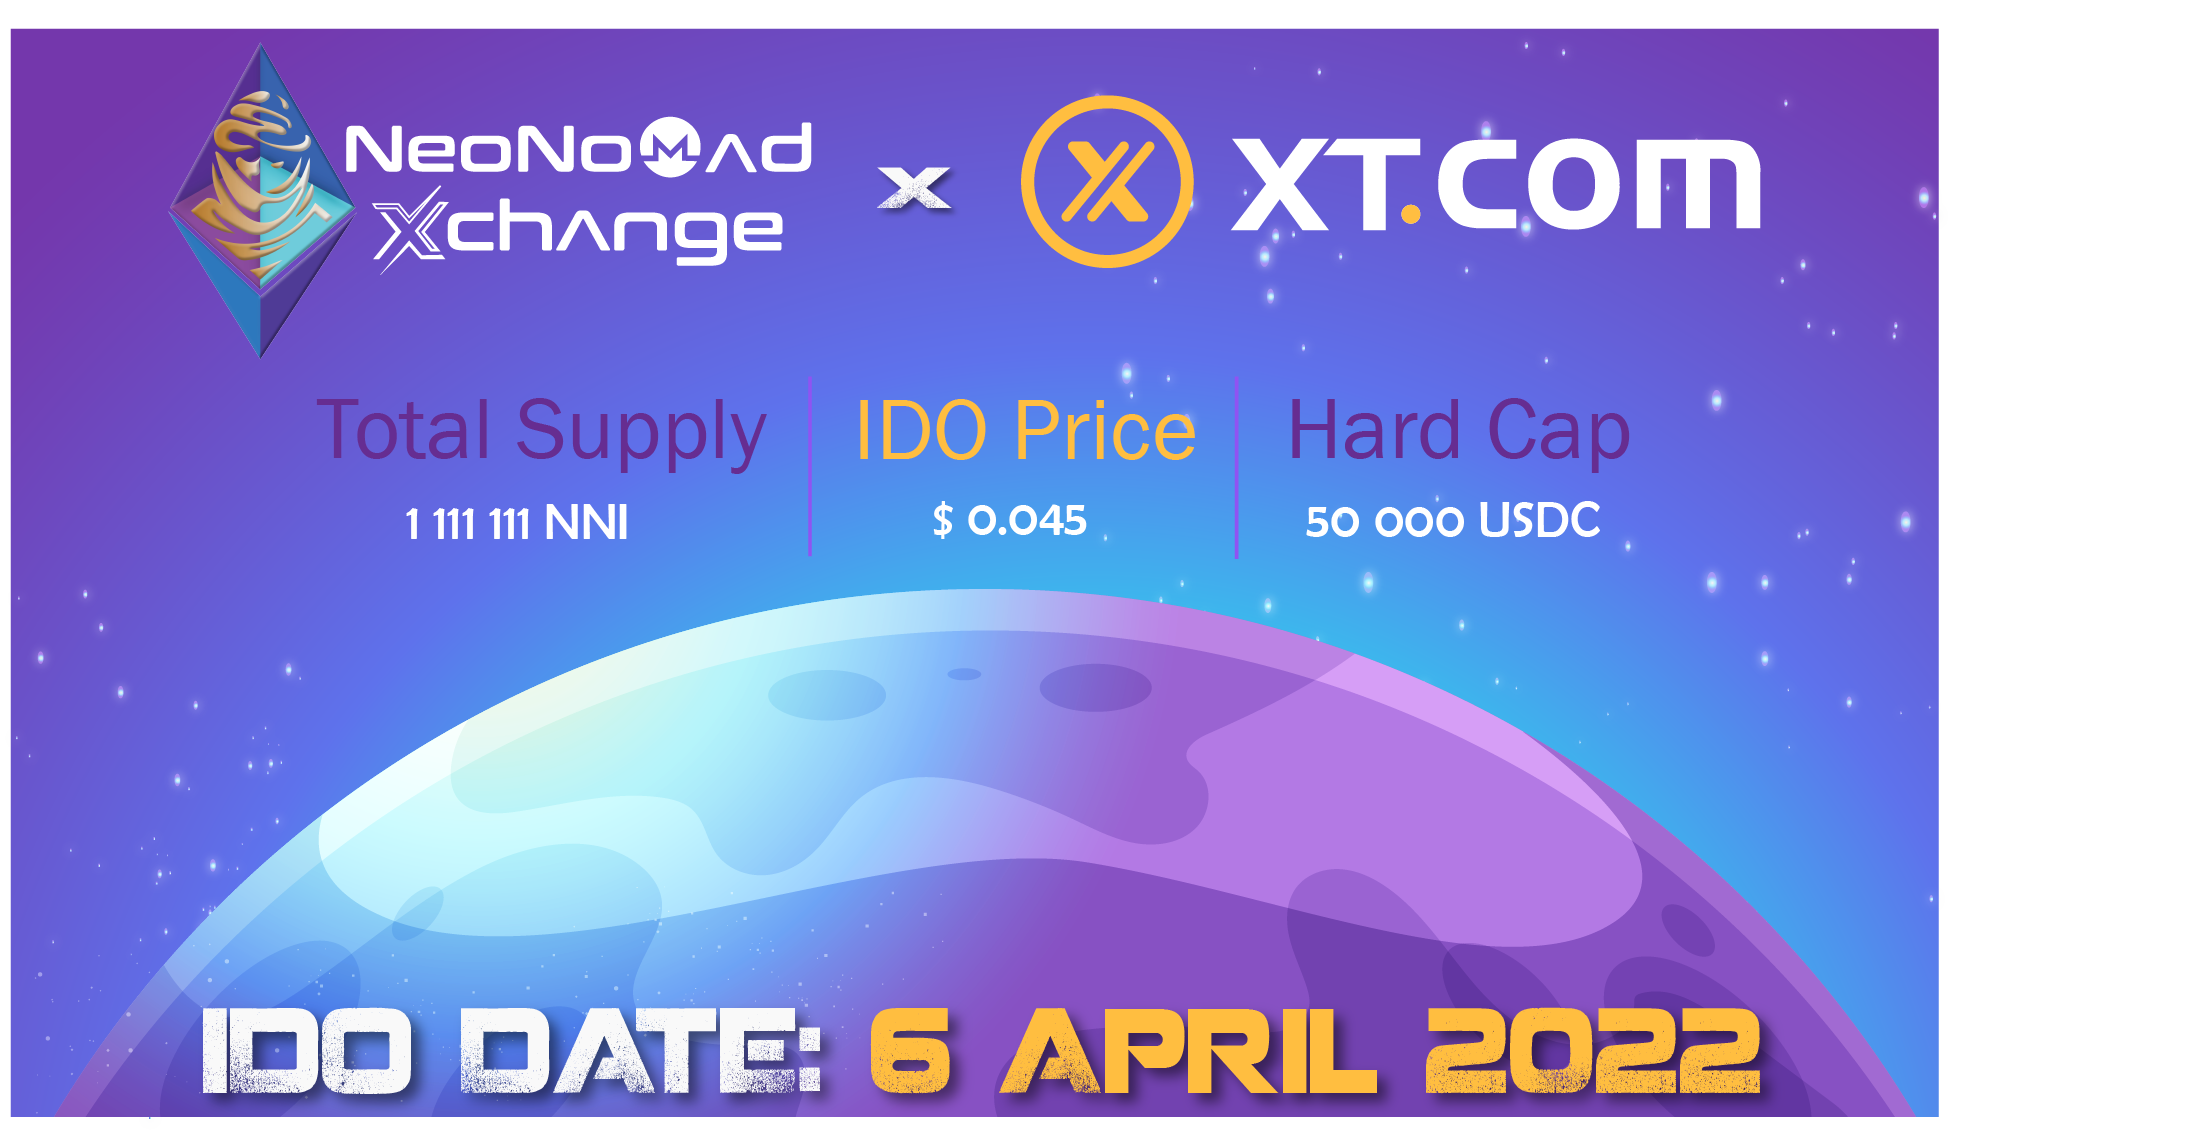 NeoNoMad x XT.COM
Xchange
Total Supply IDO Price Hard Cap
1 111 111 NNI $ 0.045 50 000 USDC
IDO DATE: 6 APRIL 2022